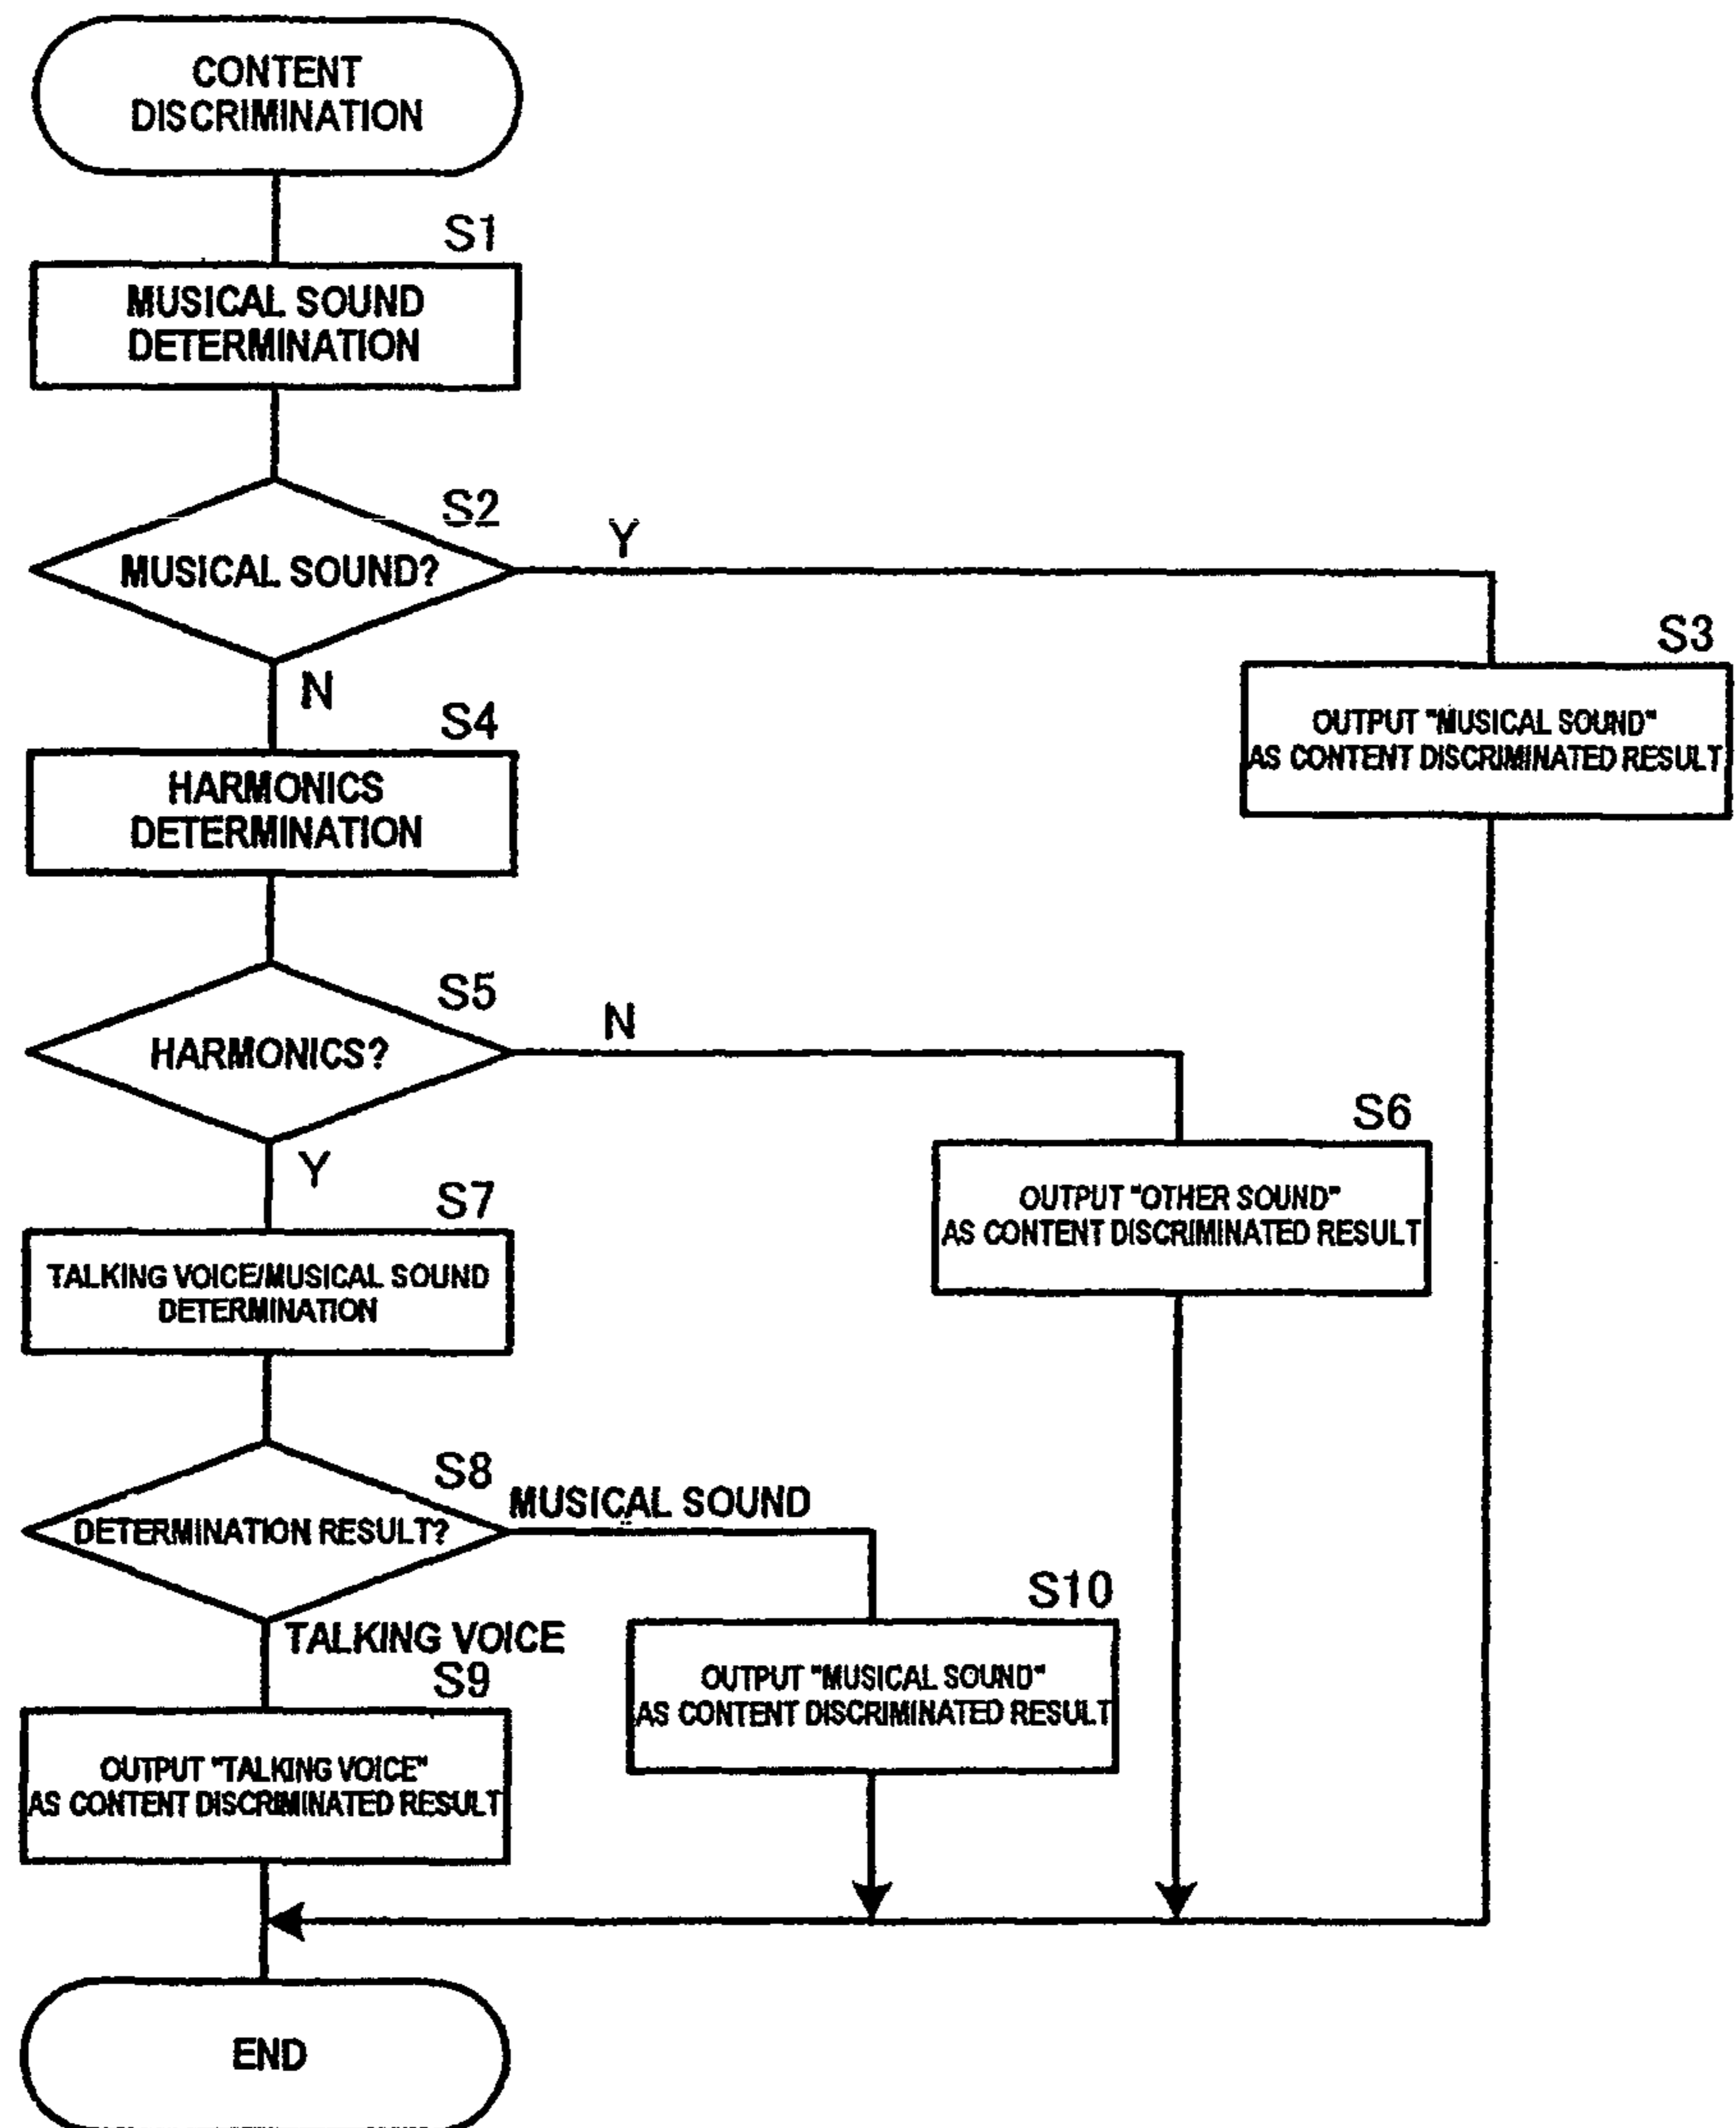 CONTENT
DISCRIMINATION
S1
MUSICAL SOUND
DETERMINATION
S2
MUSICAL SOUND?
Y
N
S3
OUTPUT "MUSICAL SOUND"
AS CONTENT DISCRIMINATED RESULT
S4
HARMONICS
DETERMINATION
S5
HARMONICS?
N
Y
S6
OUTPUT "OTHER SOUND"
AS CONTENT DISCRIMINATED RESULT
S7
TALKING VOICE/MUSICAL SOUND
DETERMINATION
S8
DETERMINATION RESULT?
MUSICAL SOUND
TALKING VOICE
S10
OUTPUT "MUSICAL SOUND"
AS CONTENT DISCRIMINATED RESULT
S9
OUTPUT "TALKING VOICE"
AS CONTENT DISCRIMINATED RESULT
END